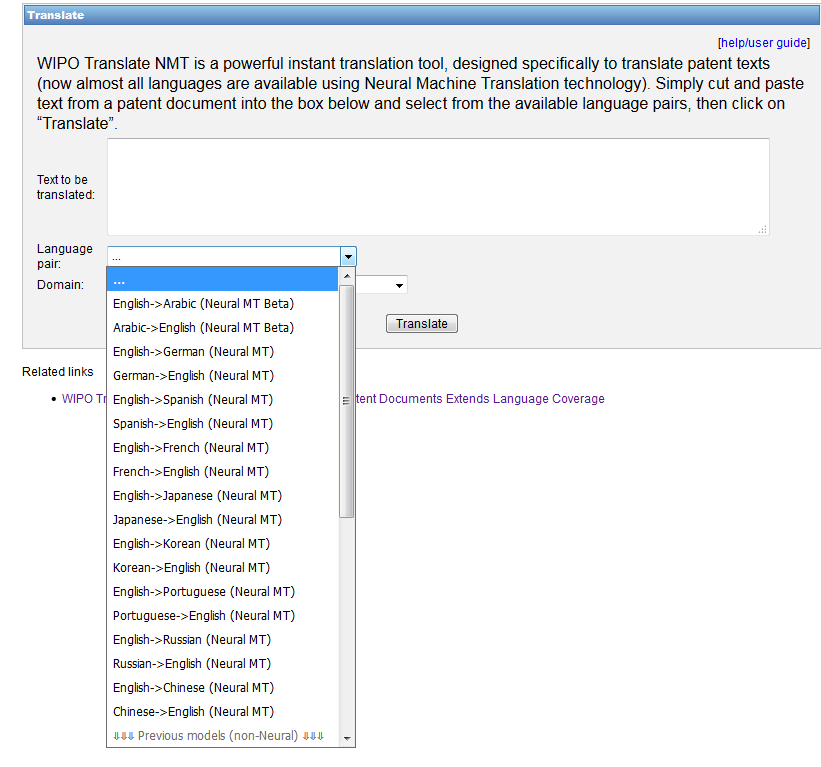 Translate
[help/user guide]
WIPO Translate NMT is a powerful instant translation tool, designed specifically to translate patent texts
(now almost all languages are available using Neural Machine Translation technology). Simply cut and paste
text from a patent document into the box below and select from the available language pairs, then click on
“Translate”.
Text to be
translated:
Language
pair:
...
Domain:
...
English->Arabic (Neural MT Beta)
Arabic->English (Neural MT Beta)
English->German (Neural MT)
German->English (Neural MT)
English->Spanish (Neural MT)
Spanish->English (Neural MT)
English->French (Neural MT)
French->English (Neural MT)
English->Japanese (Neural MT)
Japanese->English (Neural MT)
English->Korean (Neural MT)
Korean->English (Neural MT)
English->Portuguese (Neural MT)
Portuguese->English (Neural MT)
English->Russian (Neural MT)
Russian->English (Neural MT)
English->Chinese (Neural MT)
Chinese->English (Neural MT)
⇩⇩⇩ Previous models (non-Neural) ⇩⇩⇩
Translate
Related links
• WIPO Tr tent Documents Extends Language Coverage